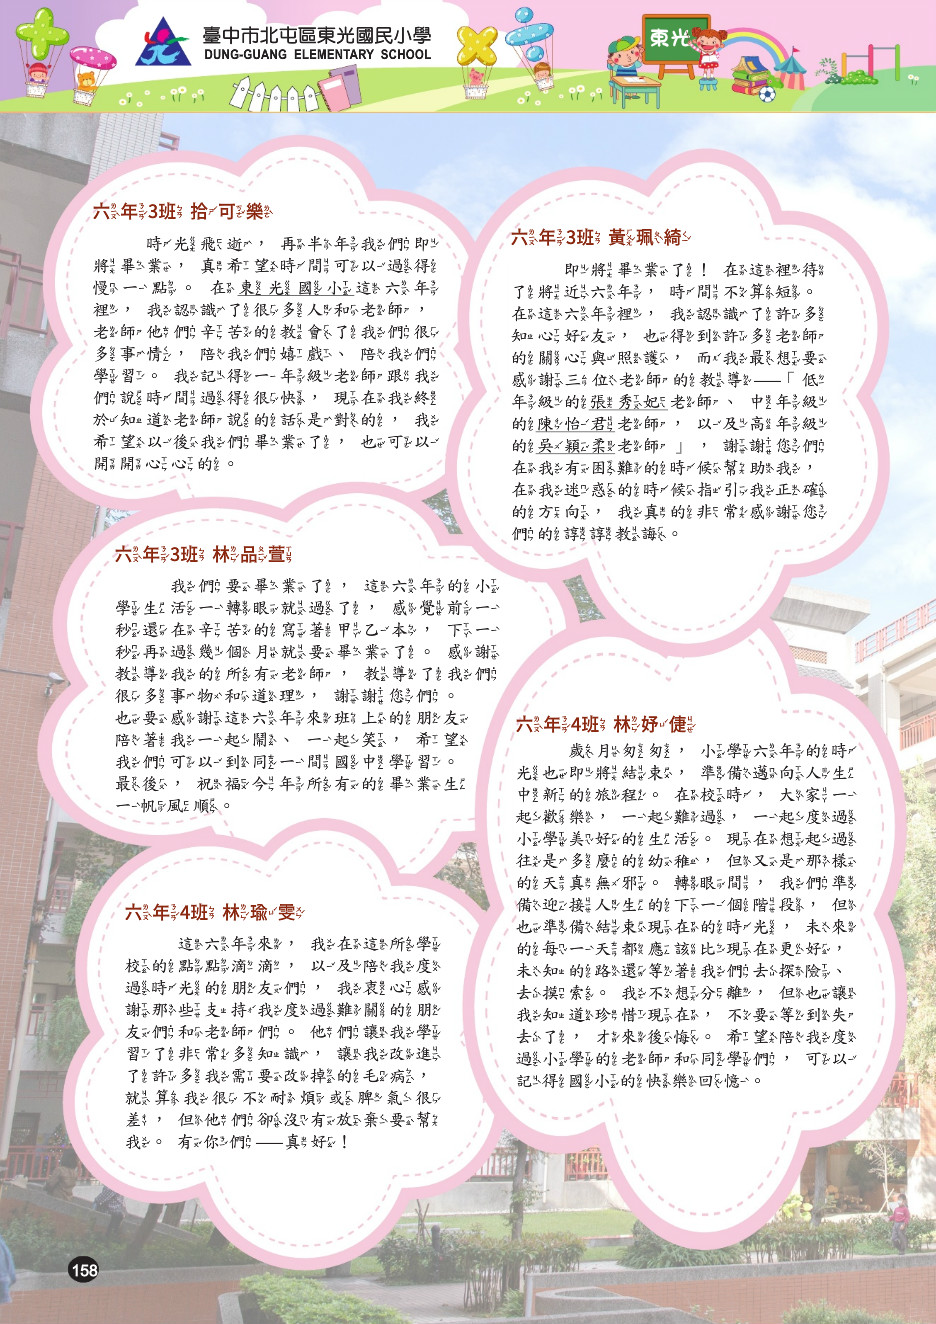 臺中市北屯區東光國民小學
DUNG-GUANG ELEMENTARY SCHOOL
東光
六年3班 拾可樂
時光飛逝，再半年我們即
將畢業，真希望時間可以過得
慢一點。在東光國小這六年
裡，我認識了很多人和老師，
老師他們辛苦的教會了我們很
多事情，陪我們嬉戲、陪我們
學習。我記得一年級老師跟我
們說時間過得很快，現在我終
於知道老師說的話是對的，我
希望以後我們畢業了，也可以
開開心心的。
六年3班 黃珮綺
即將畢業了！在這裡待
了將近六年，時間不算短。
在這六年裡，我認識了許多
知心好友，也得到許多老師
的關心與照護，而我最想要
感謝三位老師的教導——「低
年級的張秀妃老師、中年級
的陳怡君老師，以及高年級
的吳穎柔老師」，謝謝您們
在我有困難的時候幫助我，
在我迷惑的時候指引我正確
的方向，我真的非常感謝您
們的諄諄教誨。
六年3班 林品萱
我們要畢業了，這六年的小
學生活一轉眼就過了，感覺前一
秒還在辛苦的寫著甲乙本，下一
秒再過幾個月就要畢業了。感謝
教導我的所有老師，教導了我們
很多事物和道理，謝謝您們。
也要感謝這六年來班上的朋友
陪著我一起鬧、一起笑，希望
我們可以到同一間國中學習。
最後，祝福今年所有的畢業生
一帆風順。
六年4班 林妤倢
歲月匆匆，小學六年的時
光也即將結束，準備邁向人生
中新的旅程。在校時，大家一
起歡樂，一起難過，一起度過
小學美好的生活。現在想起過
往是多麼的幼稚，但又是那樣
的天真無邪。轉眼間，我們準
備迎接人生的下一個階段，但
也準備結束現在的時光，未來
的每一天都應該比現在更好，
未知的路還等著我們去探險、
去摸索。我不想分離，但也讓
我知道珍惜現在，不要等到失
去了，才來後悔。希望陪我度
過小學的老師和同學們，可以
記得國小的快樂回憶。
六年4班 林瑜雯
這六年來，我在這所學
校的點點滴滴，以及陪我度
過時光的朋友們，我衷心感
謝那些支持我度過難關的朋
友們和老師們。他們讓我學
習了非常多知識，讓我改進
了許多我需要改掉的毛病，
就算我很不耐煩或脾氣很
差，但他們卻沒有放棄要幫
我。有你們——真好！
158